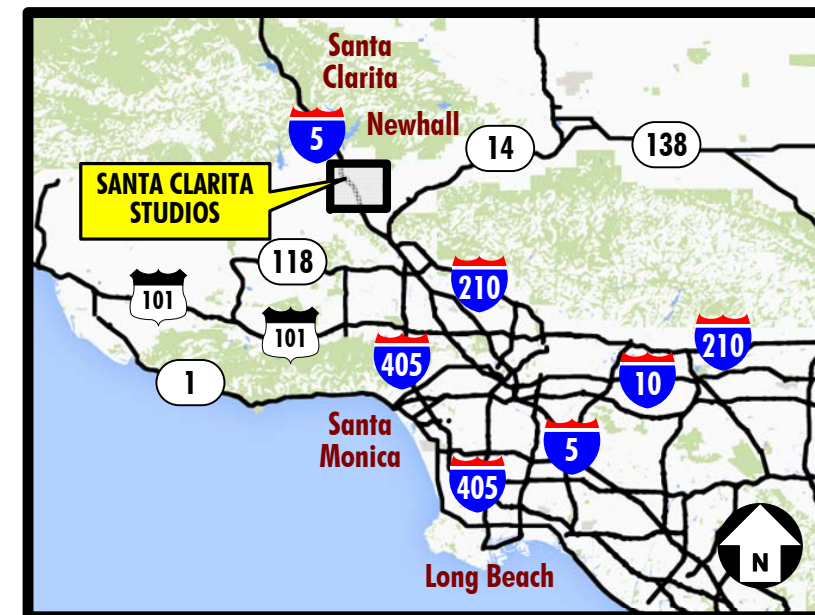 Santa
Clarita
5
Newhall
14
138
SANTA CLARITA
STUDIOS
118
210
101
101
405
210
1
10
Santa
Monica
5
405
N
Long Beach